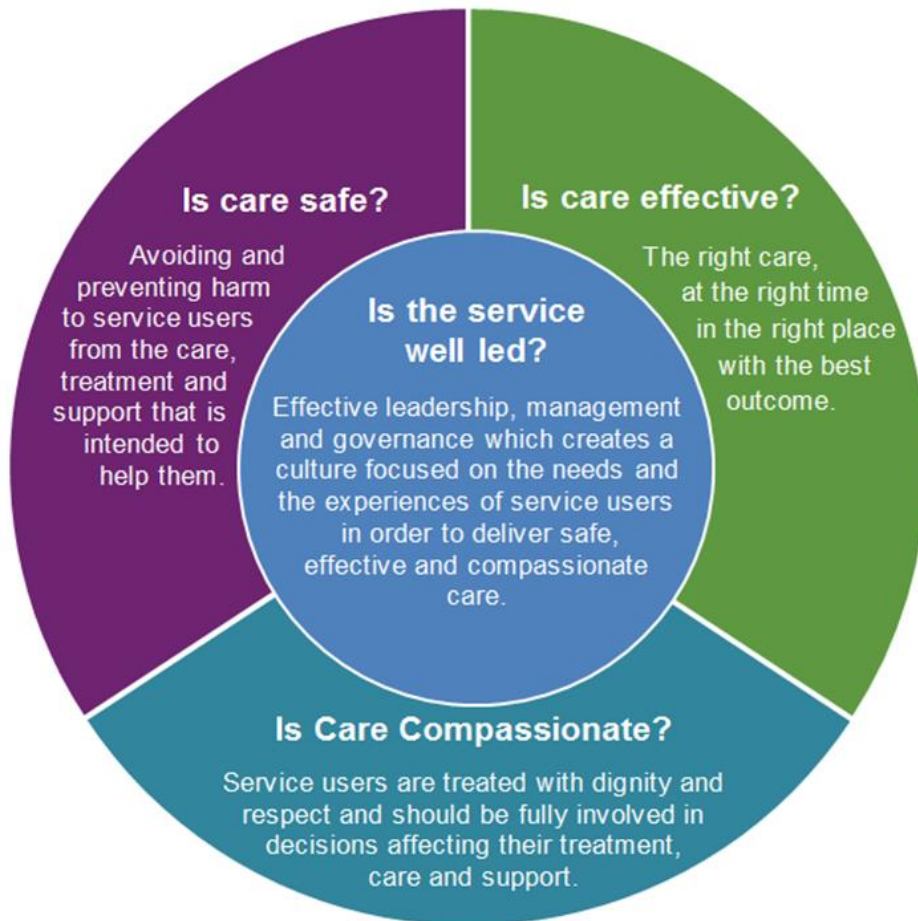 Is care safe?
Avoiding and
preventing harm
to service users
from the care,
treatment and
support that is
intended to
help them.
Is care effective?
The right care,
at the right time
in the right place
with the best
outcome.
Is the service
well led?
Effective leadership, management
and governance which creates a
culture focused on the needs and
the experiences of service users
in order to deliver safe,
effective and compassionate
care.
Is Care Compassionate?
Service users are treated with dignity and
respect and should be fully involved in
decisions affecting their treatment,
care and support.